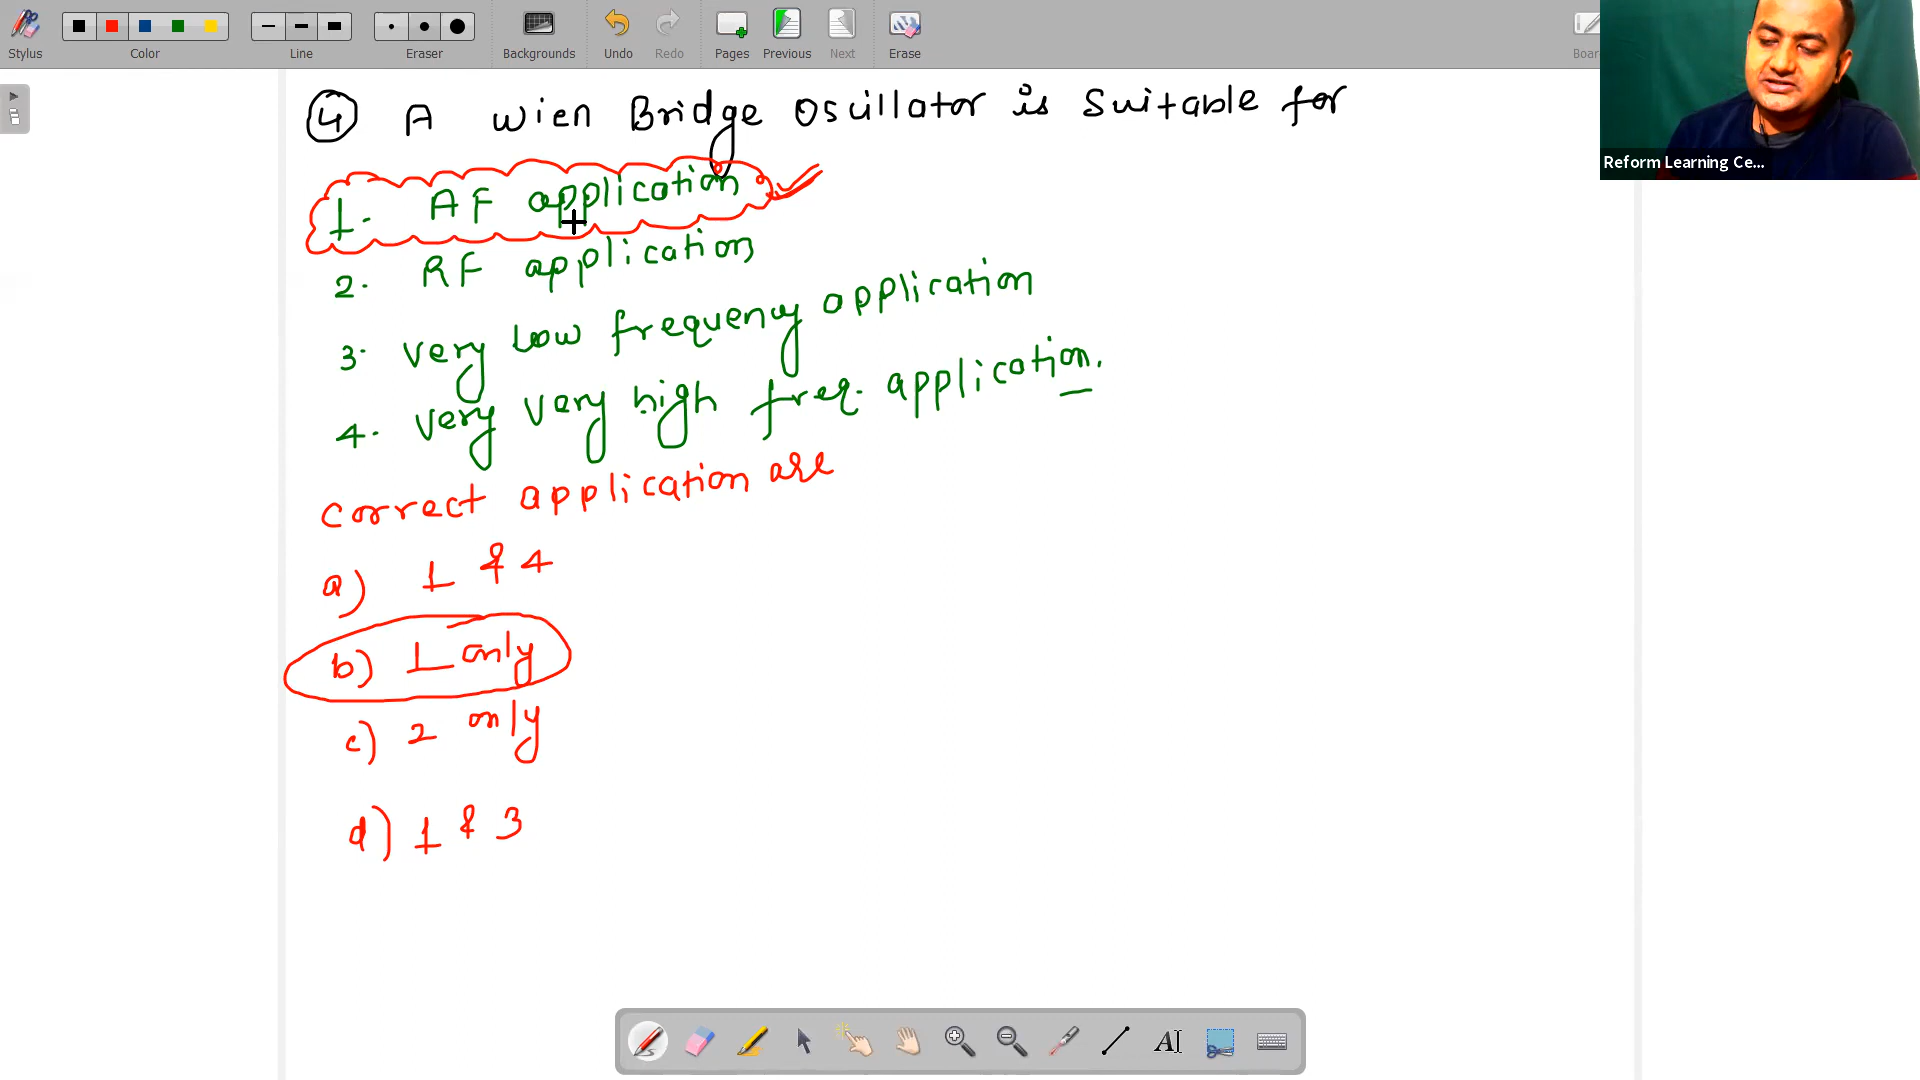 Stylus
Color
Line
Eraser
Backgrounds
Undo
Redo
Pages
Previous
Next
Erase
Boar
Reform Learning Ce...
4 A wien Bridge Oscillator is Suitable for
1. AF application
2. RF application
3. very low frequency application
4. very very high freq. application.
correct application are
a) 1 & 4
b) 1 only
c) 2 only
d) 1 & 3